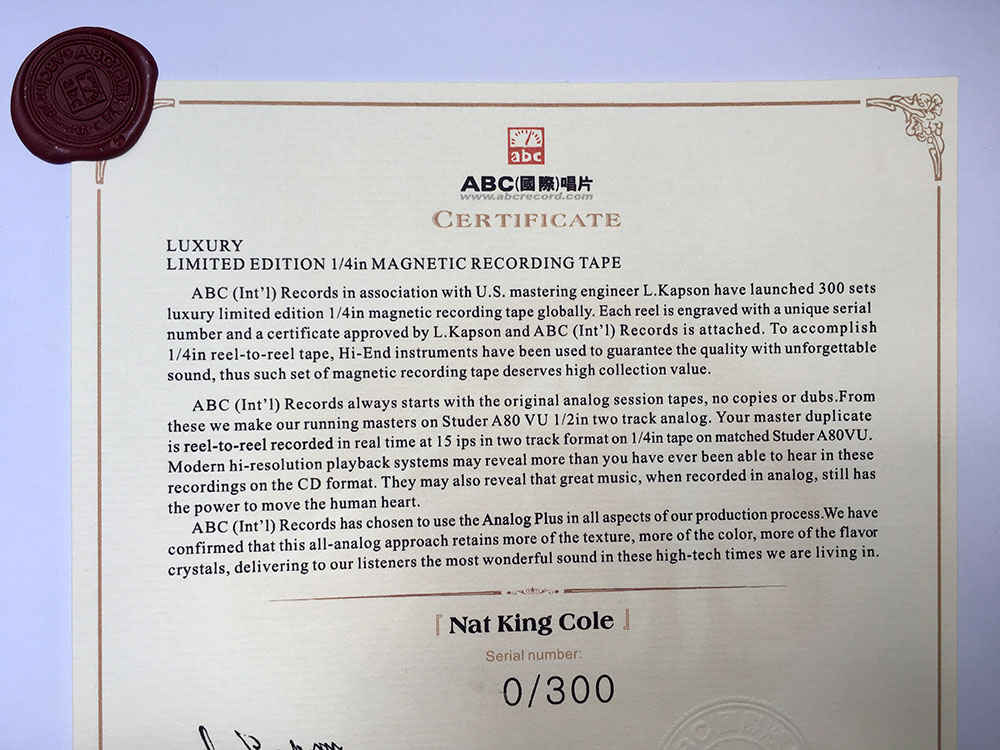 abc
ABC(國際)唱片
www.abcrecord.com
CERTIFICATE
LUXURY
LIMITED EDITION 1/4in MAGNETIC RECORDING TAPE
ABC (Int'l) Records in association with U.S. mastering engineer L.Kapson have launched 300 sets
luxury limited edition 1/4in magnetic recording tape globally. Each reel is engraved with a unique serial
number and a certificate approved by L.Kapson and ABC (Int'l) Records is attached. To accomplish
1/4in reel-to-reel tape, Hi-End instruments have been used to guarantee the quality with unforgettable
sound, thus such set of magnetic recording tape deserves high collection value.
ABC (Int'l) Records always starts with the original analog session tapes, no copies or dubs.From
these we make our running masters on Studer A80 VU 1/2in two track analog. Your master duplicate
is reel-to-reel recorded in real time at 15 ips in two track format on 1/4in tape on matched Studer A80VU.
Modern hi-resolution playback systems may reveal more than you have ever been able to hear in these
recordings on the CD format. They may also reveal that great music, when recorded in analog, still has
the power to move the human heart.
ABC (Int'l) Records has chosen to use the Analog Plus in all aspects of our production process.We have
confirmed that this all-analog approach retains more of the texture, more of the color, more of the flavor
crystals, delivering to our listeners the most wonderful sound in these high-tech times we are living in.
『Nat King Cole』
Serial number:
0/300
abc
ABC